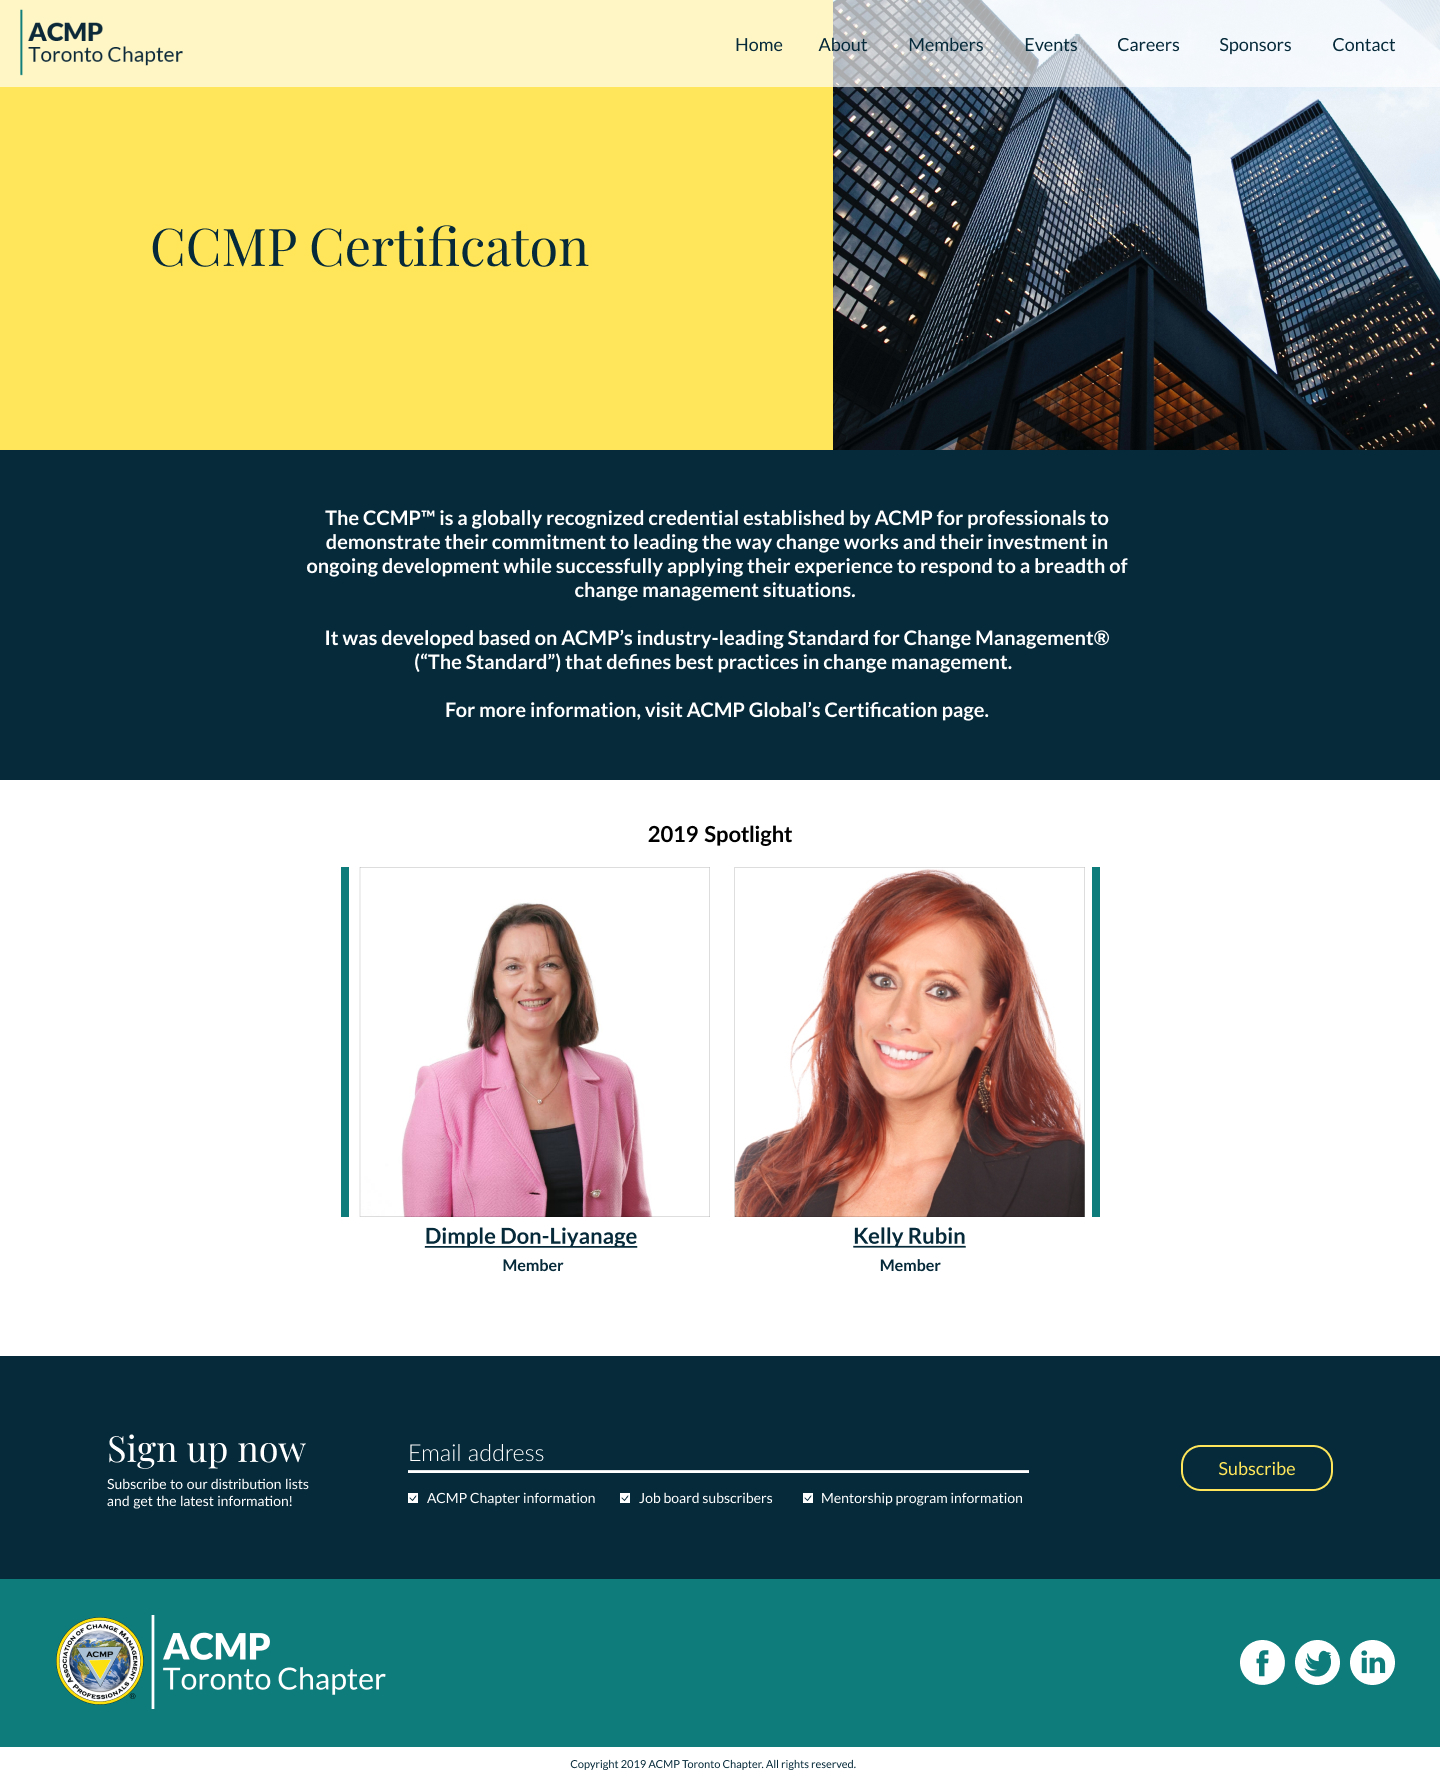 ACMP
Toronto Chapter
Home About Members Events Careers Sponsors Contact
CCMP Certificaton
The CCMP™ is a globally recognized credential established by ACMP for professionals to
demonstrate their commitment to leading the way change works and their investment in
ongoing development while successfully applying their experience to respond to a breadth of
change management situations.
It was developed based on ACMP’s industry-leading Standard for Change Management®
(“The Standard”) that defines best practices in change management.
For more information, visit ACMP Global’s Certification page.
2019 Spotlight
Dimple Don-Liyanage
Member
Kelly Rubin
Member
Sign up now
Subscribe to our distribution lists
and get the latest information!
Email address
ACMP Chapter information
Job board subscribers
Mentorship program information
Subscribe
ASSOCIATION OF CHANGE MANAGEMENT PROFESSIONALS
ACMP
®
ACMP
Toronto Chapter
f
in
Copyright 2019 ACMP Toronto Chapter. All rights reserved.